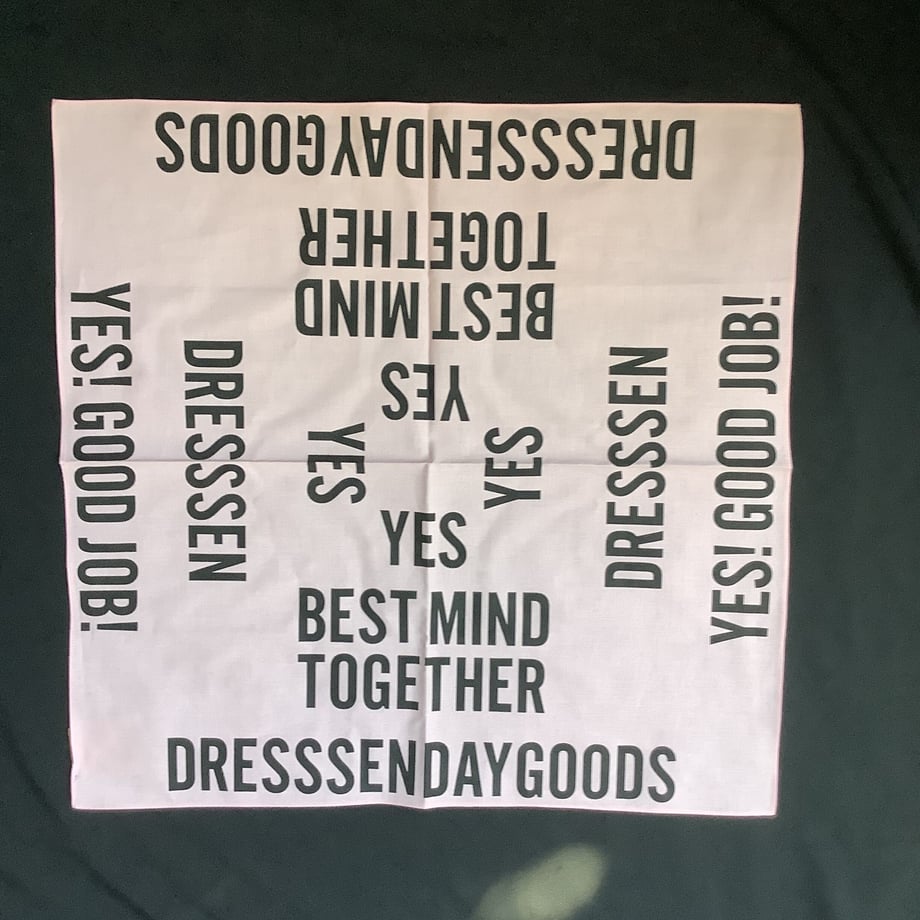 DRESSSENDAYGOODS
TOGETHER
BEST MIND
YES
YES! GOOD JOB!
DRESSSEN
YES
YES
DRESSSEN
YES! GOOD JOB!
YES
BEST MIND
TOGETHER
DRESSSENDAYGOODS